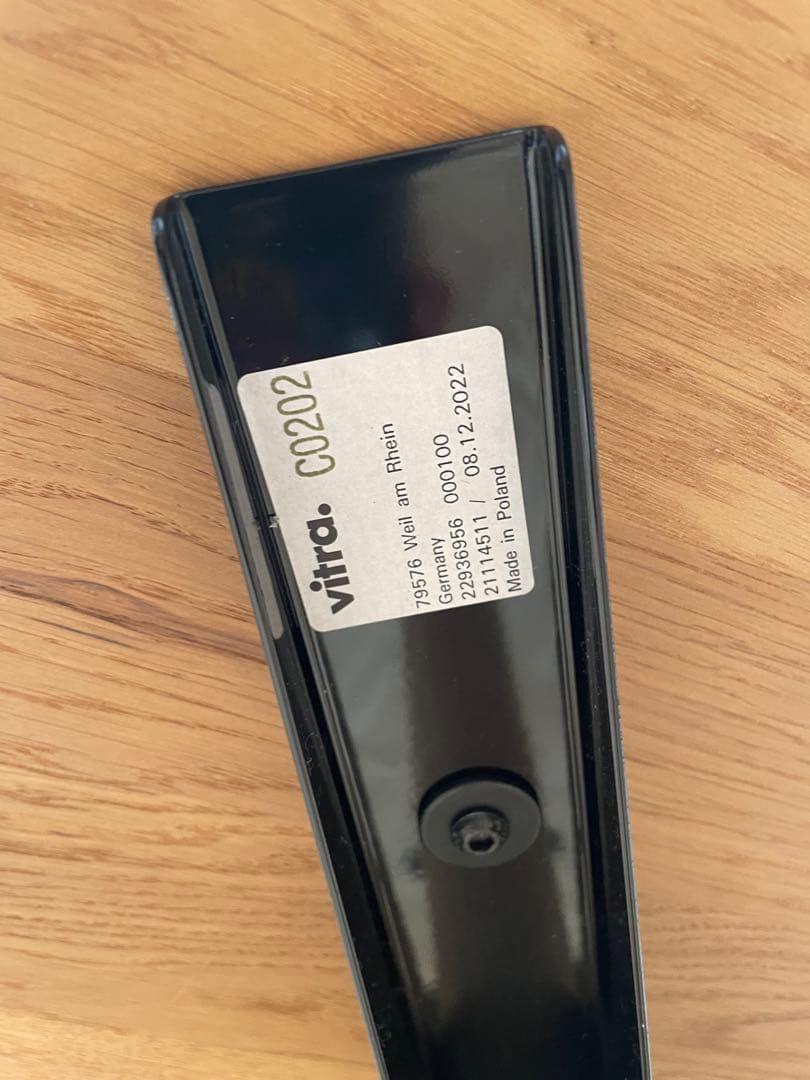 vitra. C0202
79576 Weil am Rhein
Germany
22936956 000100
21114511 / 08.12.2022
Made in Poland